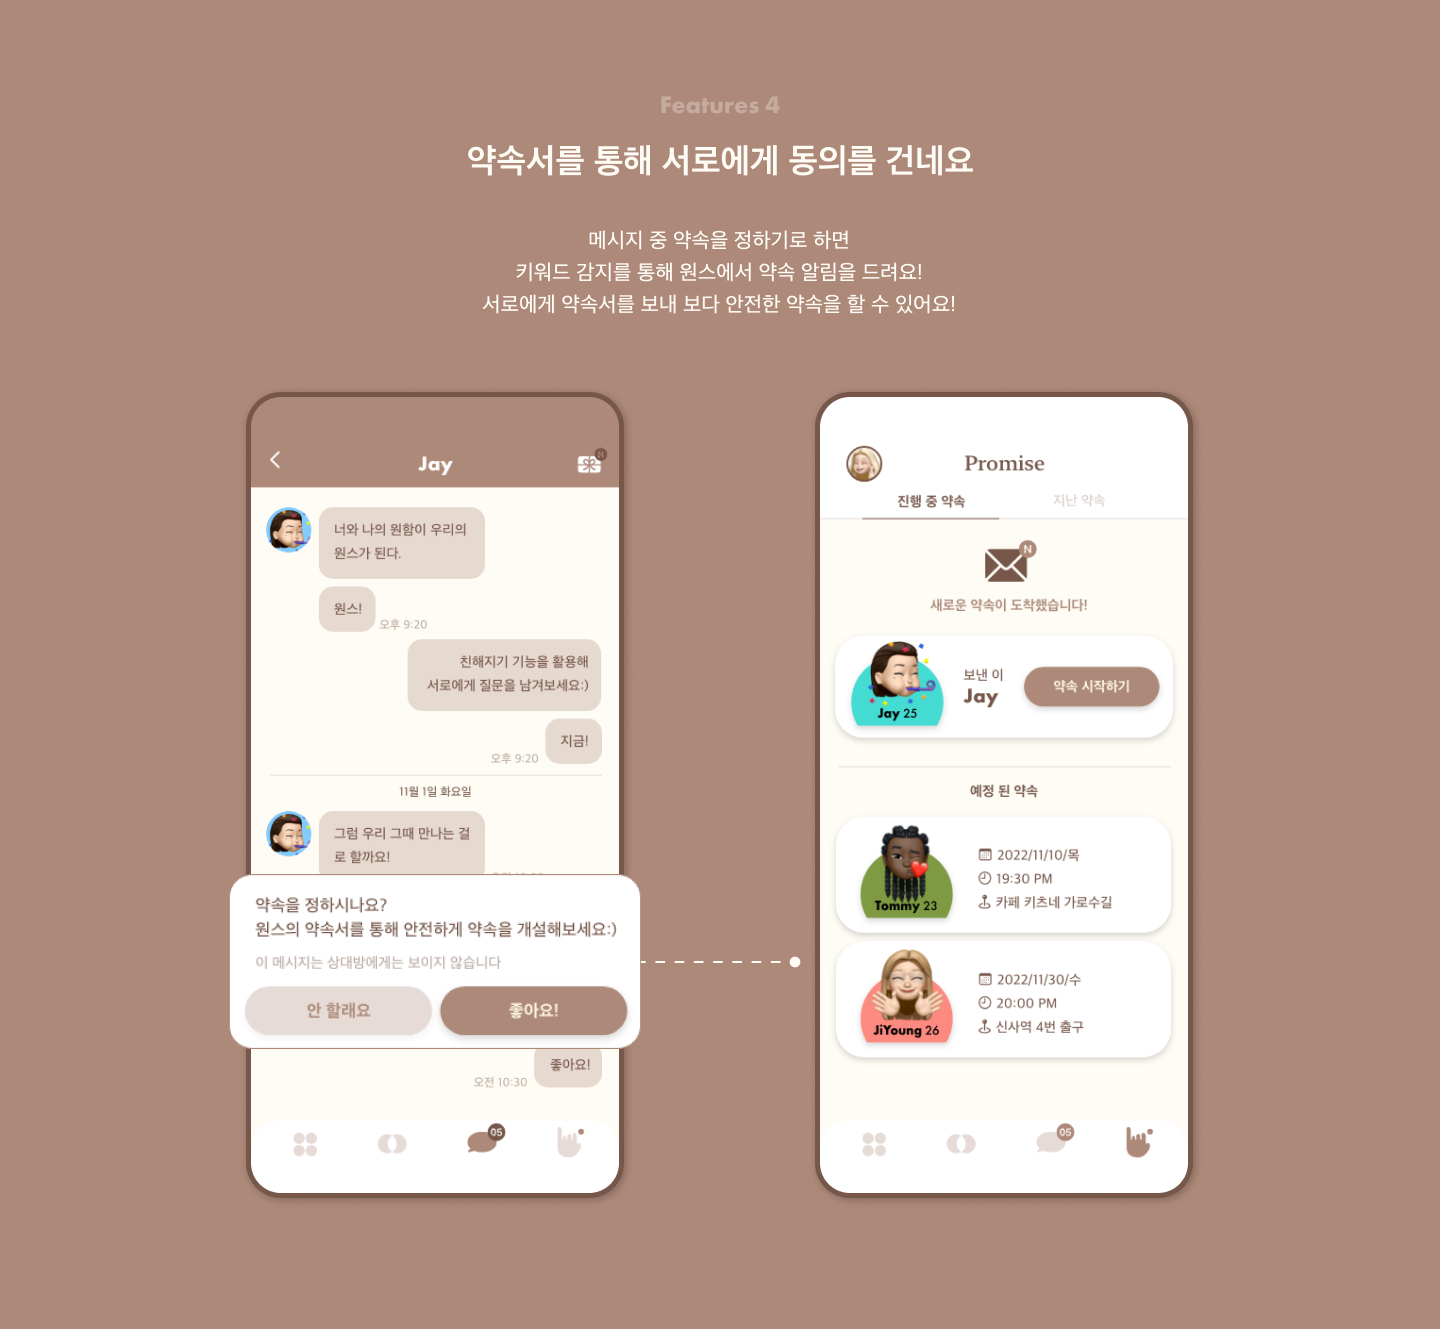 Features 4
약속서를 통해 서로에게 동의를 건네요
메시지 중 약속을 정하기로 하면
키워드 감지를 통해 원스에서 약속 알림을 드려요!
서로에게 약속서를 보내 보다 안전한 약속을 할 수 있어요!
Jay
N
너와 나의 원함이 우리의
원스가 된다.
원스!
오후 9:20
친해지기 기능을 활용해
서로에게 질문을 남겨보세요:)
지금!
오후 9:20
11월 1일 화요일
그럼 우리 그때 만나는 걸
로 할까요!
약속을 정하시나요?
원스의 약속서를 통해 안전하게 약속을 개설해보세요:)
이 메시지는 상대방에게는 보이지 않습니다
안 할래요
좋아요!
좋아요!
오전 10:30
05
Promise
진행 중 약속
지난 약속
N
새로운 약속이 도착했습니다!
Jay 25
보낸 이
Jay
약속 시작하기
예정 된 약속
Tommy 23
2022/11/10/목
19:30 PM
카페 키츠네 가로수길
JiYoung 26
2022/11/30/수
20:00 PM
신사역 4번 출구
05